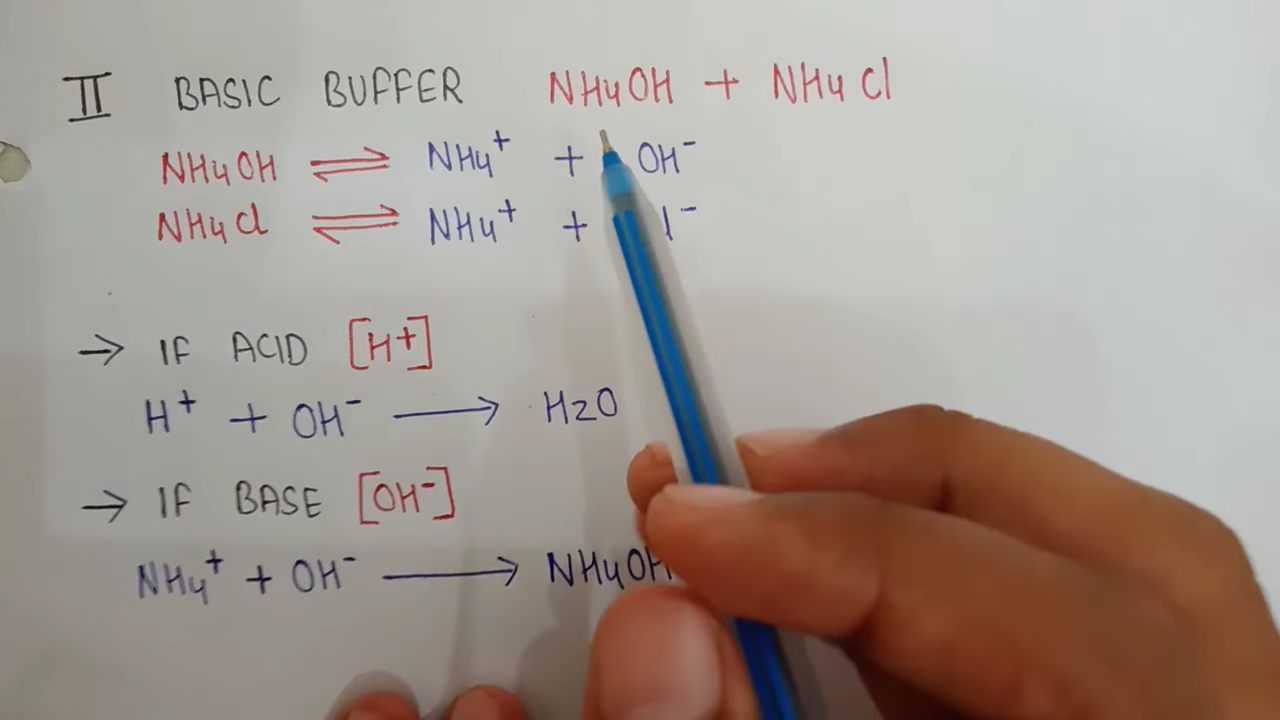 II BASIC BUFFER NH4OH + NH4Cl
NH4OH ⇌ NH4+ + OH-
NH4Cl ⇌ NH4+ + l-
→ IF ACID [H+]
H+ + OH- → H2O
→ IF BASE [OH-]
NH4+ + OH- → NH4OH